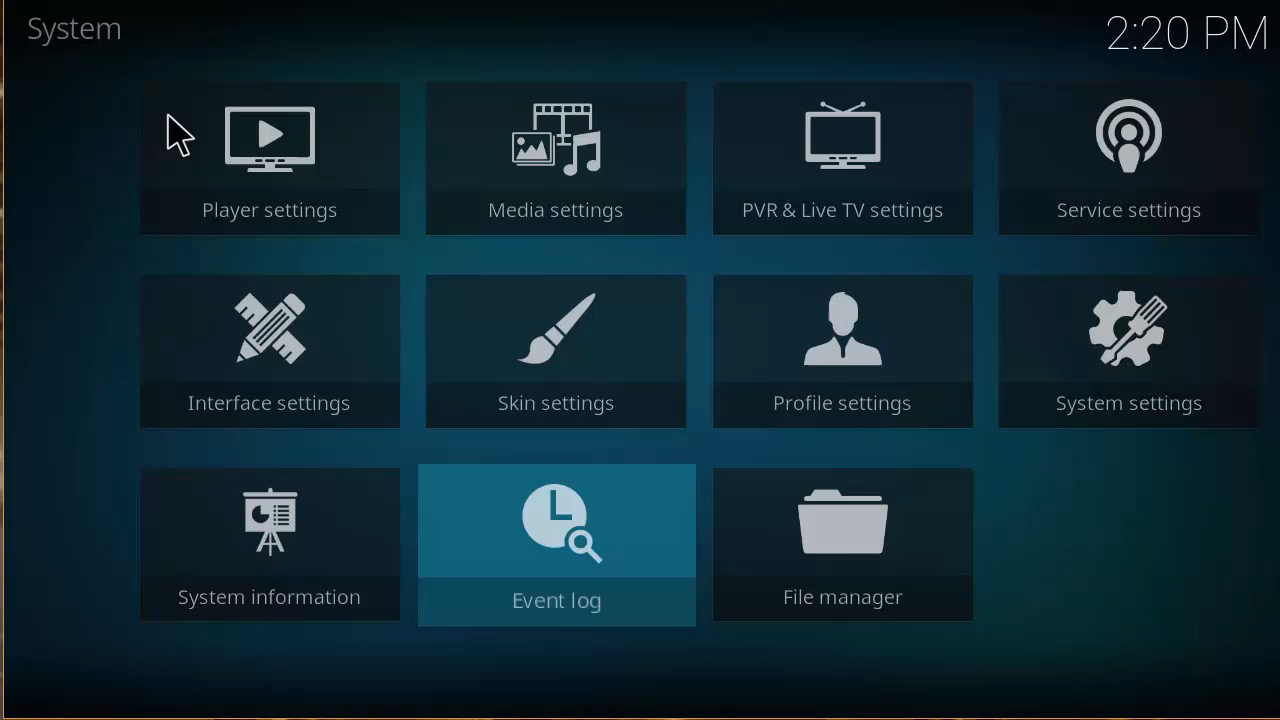 System
2:20 PM
Player settings
Media settings
PVR & Live TV settings
Service settings
Interface settings
Skin settings
Profile settings
System settings
System information
Event log
File manager